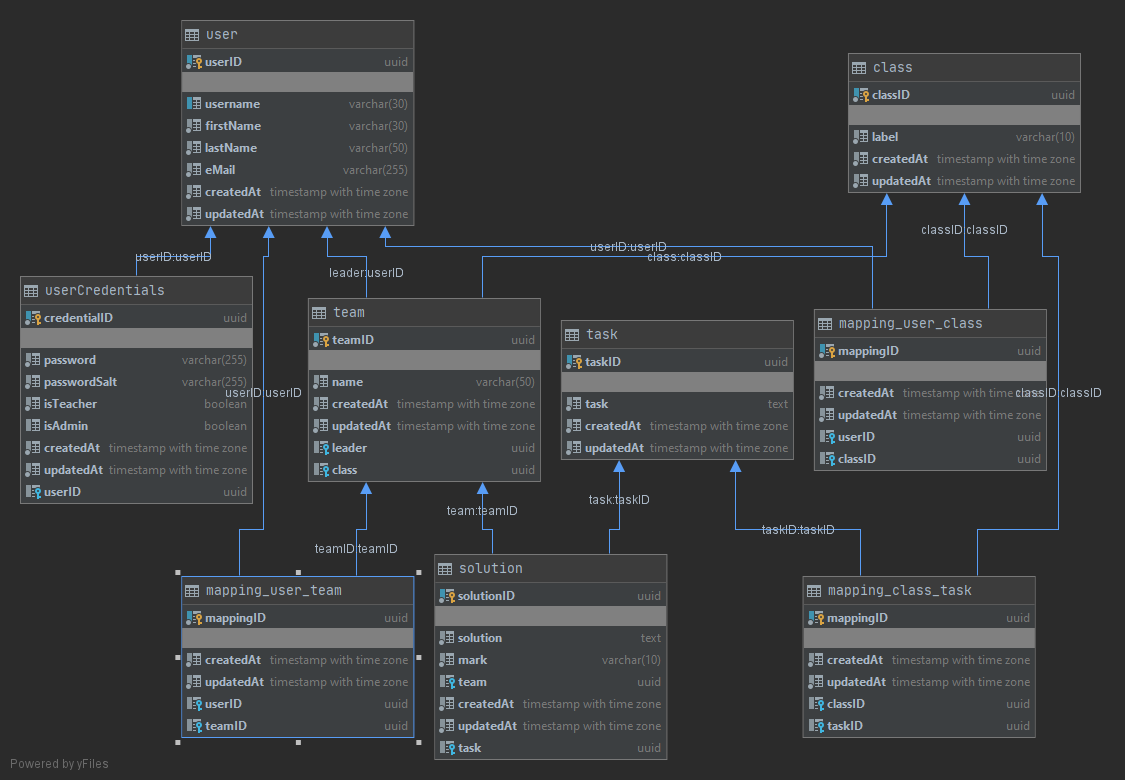 user
userID uuid
username varchar(30)
firstName varchar(30)
lastName varchar(50)
eMail varchar(255)
createdAt timestamp with time zone
updatedAt timestamp with time zone
class
classID uuid
label varchar(10)
createdAt timestamp with time zone
updatedAt timestamp with time zone
userID:userID
leader:userID
userID:userID
class:classID
classID:classID
userCredentials
credentialID uuid
password varchar(255)
passwordSalt varchar(255)
isTeacher boolean
isAdmin boolean
createdAt timestamp with time zone
updatedAt timestamp with time zone
userID uuid
userID:userID
team
teamID uuid
name varchar(50)
createdAt timestamp with time zone
updatedAt timestamp with time zone
leader uuid
class uuid
task
taskID uuid
task text
createdAt timestamp with time zone
updatedAt timestamp with time zone
mapping_user_class
mappingID uuid
createdAt timestamp with time zone
updatedAt timestamp with time zone
userID uuid
classID uuid
classID:classID
teamID:teamID
team:teamID
task:taskID
taskID:taskID
mapping_user_team
mappingID uuid
createdAt timestamp with time zone
updatedAt timestamp with time zone
userID uuid
teamID uuid
solution
solutionID uuid
solution text
mark varchar(10)
team uuid
createdAt timestamp with time zone
updatedAt timestamp with time zone
task uuid
mapping_class_task
mappingID uuid
createdAt timestamp with time zone
updatedAt timestamp with time zone
classID uuid
taskID uuid
Powered by yFiles